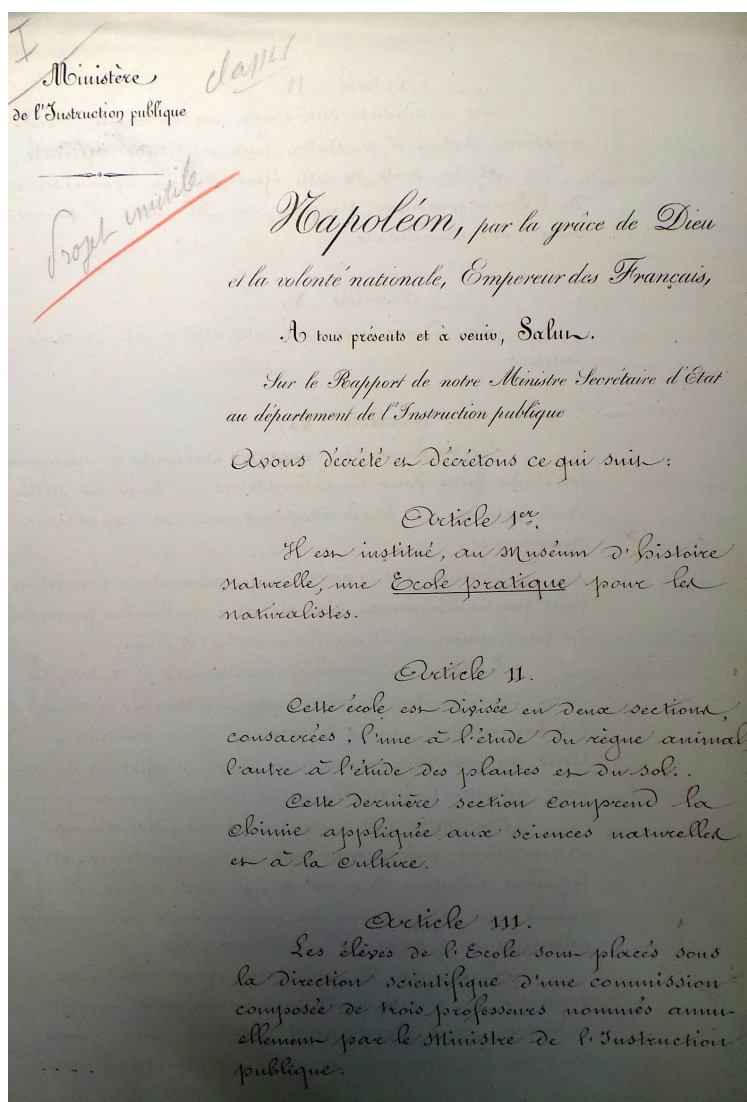 I
Ministère
de l'Instruction publique
Projet inutile
Napoléon, par la grâce de Dieu
et la volonté nationale, Empereur des Français,
A tous présents et à venir, Salut.
Sur le Rapport de notre Ministre Secrétaire d'Etat
au département de l'Instruction publique
Avons décrété et décrétons ce qui suit :
Article 1er.
Il est institué, au Muséum d'histoire
naturelle, une Ecole pratique pour les
naturalistes.
Article II.
Cette école est divisée en deux sections,
consacrées ; l'une à l'étude du règne animal
l'autre à l'étude des plantes et du sol.
Cette dernière section comprend la
chimie appliquée aux sciences naturelles
et à la culture.
Article III.
Les élèves de l'Ecole sont placés sous
la direction scientifique d'une commission
composée de trois professeurs nommés annu-
ellement par le Ministre de l'Instruction
publique.